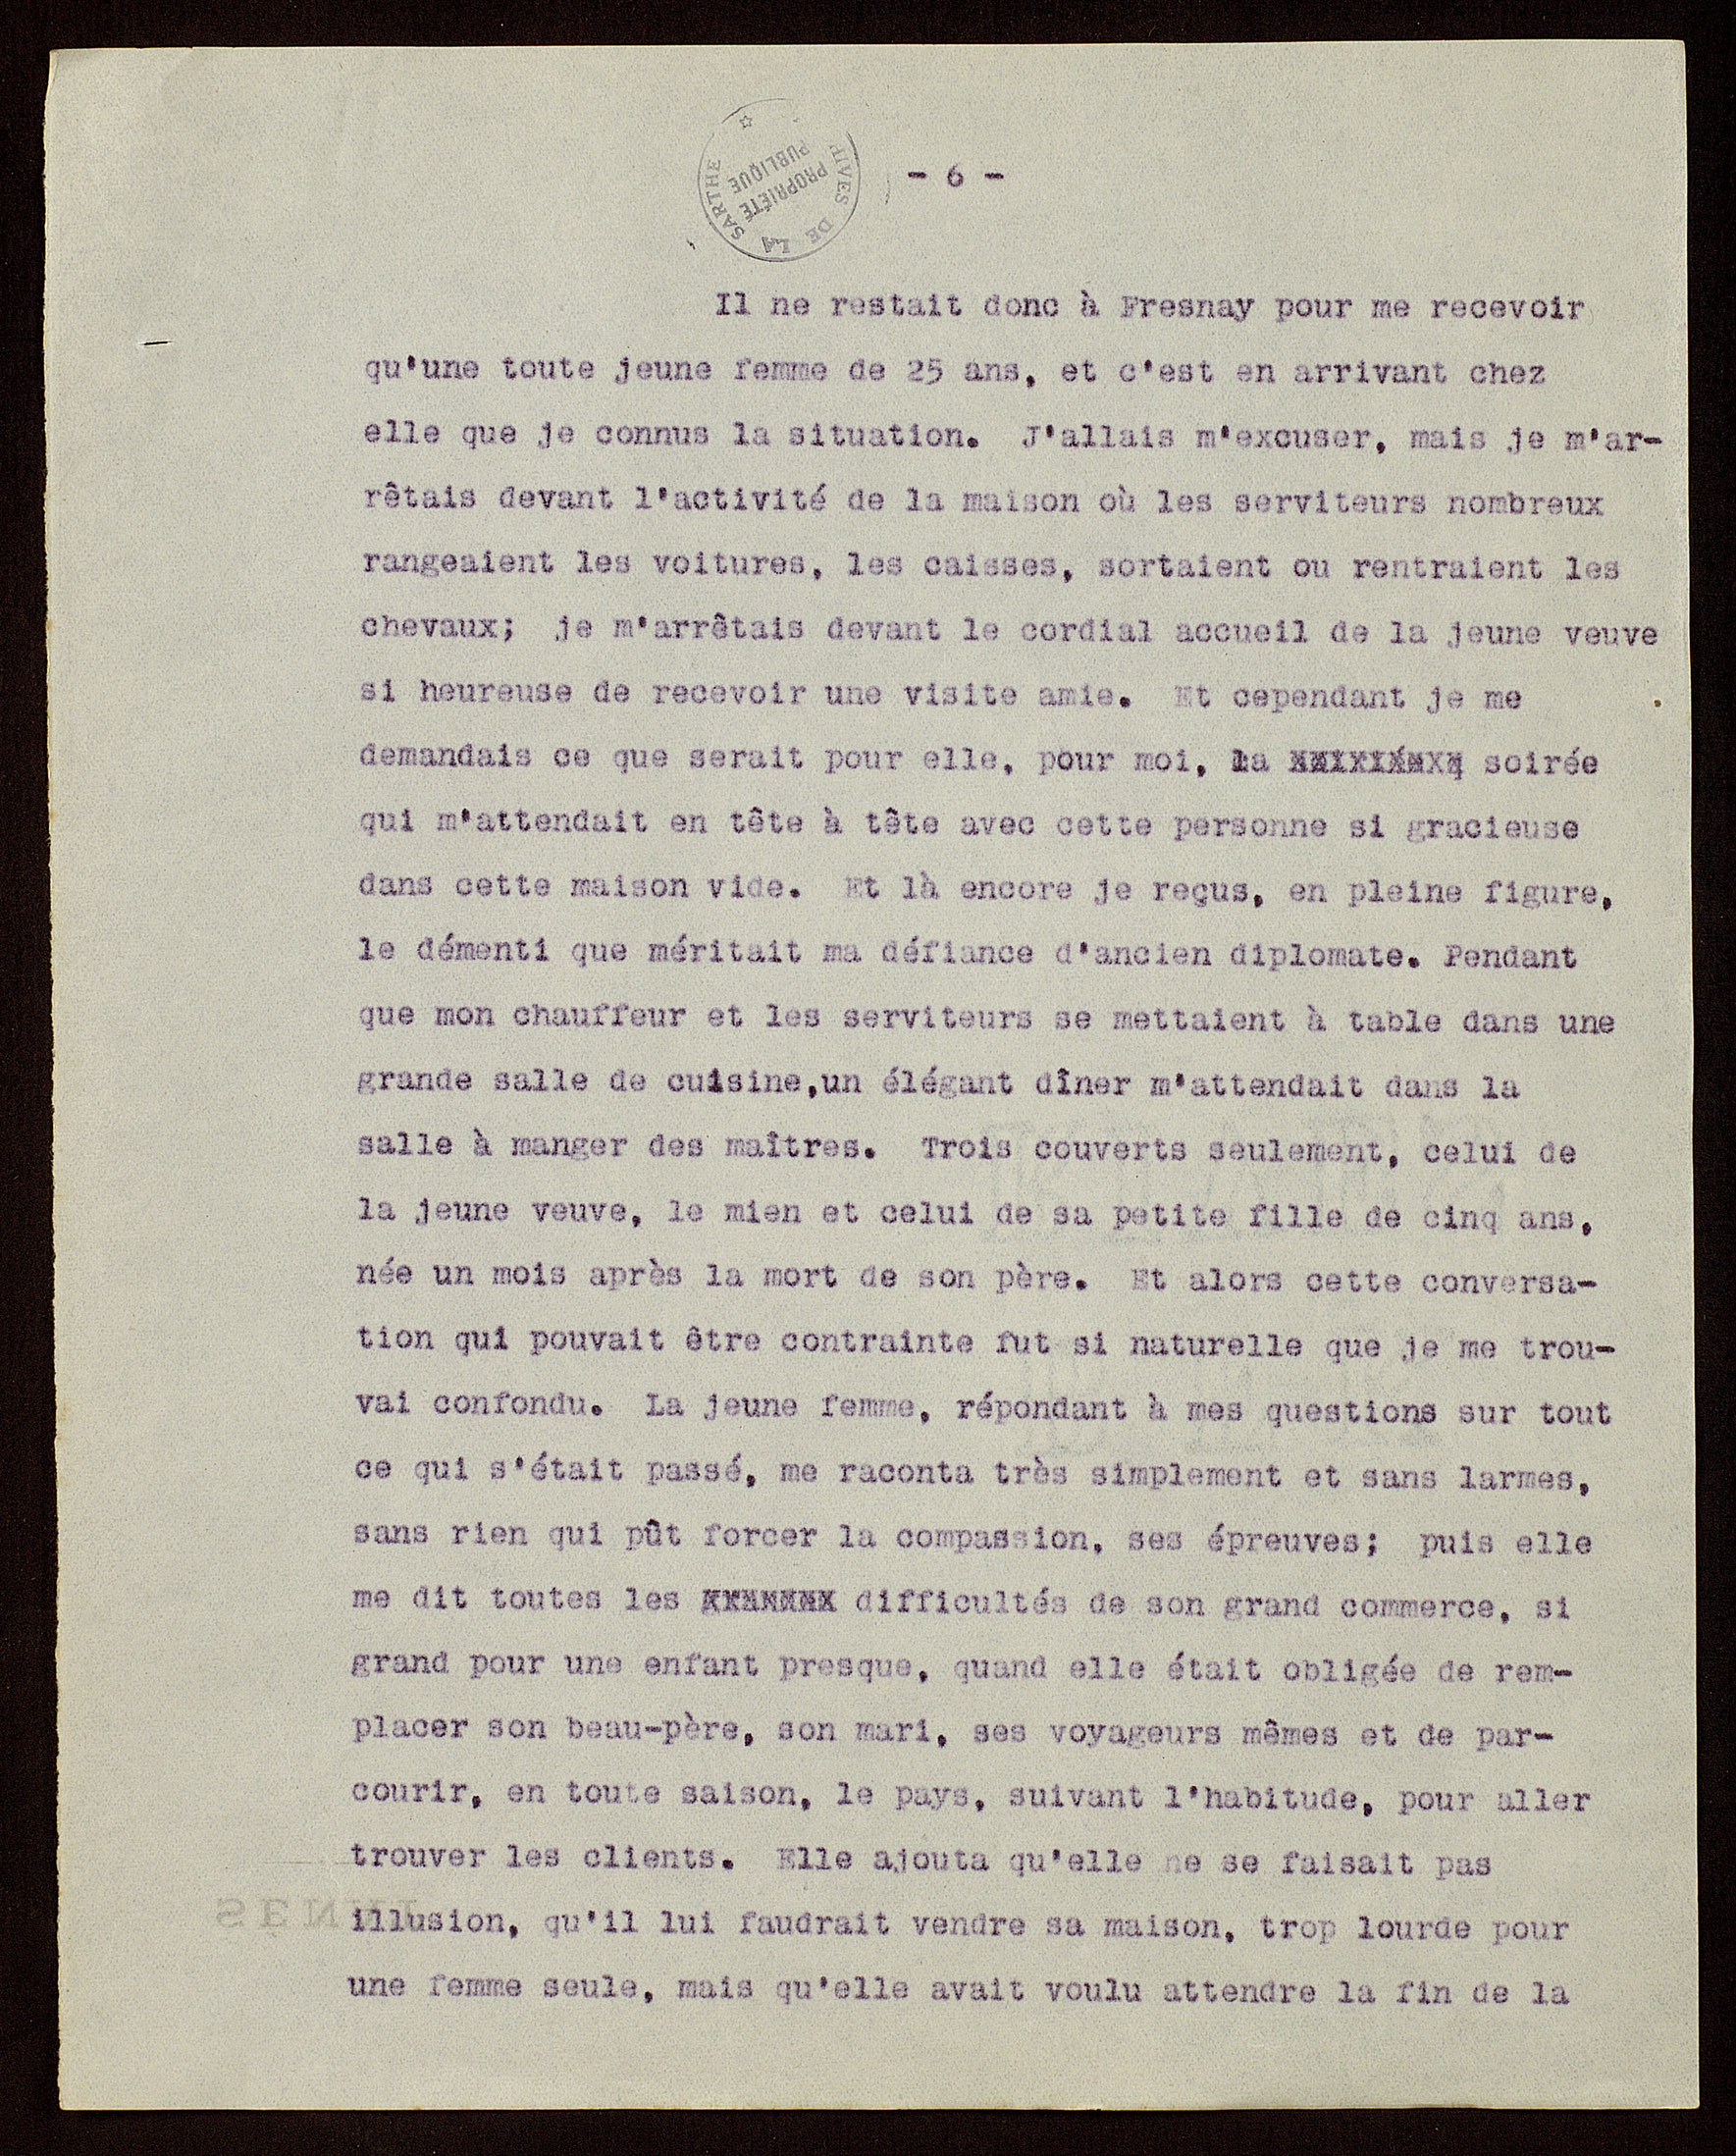 - 6 -
SARTHE
PROPRIÉTÉ
PUBLIQUE
DE LA
Il ne restait donc à Fresnay pour me recevoir
qu'une toute jeune femme de 25 ans, et c'est en arrivant chez
elle que je connus la situation. J'allais m'excuser, mais je m'ar-
rêtais devant l'activité de la maison où les serviteurs nombreux
rangeaient les voitures, les caisses, sortaient ou rentraient les
chevaux; je m'arrêtais devant le cordial accueil de la jeune veuve
si heureuse de recevoir une visite amie. Et cependant je me
demandais ce que serait pour elle, pour moi, la soirée
qui m'attendait en tête à tête avec cette personne si gracieuse
dans cette maison vide. Et là encore je reçus, en pleine figure,
le démenti que méritait ma défiance d'ancien diplomate. Pendant
que mon chauffeur et les serviteurs se mettaient à table dans une
grande salle de cuisine,un élégant dîner m'attendait dans la
salle à manger des maîtres. Trois couverts seulement, celui de
la jeune veuve, le mien et celui de sa petite fille de cinq ans,
née un mois après la mort de son père. Et alors cette conversa-
tion qui pouvait être contrainte fut si naturelle que je me trou-
vai confondu. La jeune femme, répondant à mes questions sur tout
ce qui s'était passé, me raconta très simplement et sans larmes,
sans rien qui pût forcer la compassion, ses épreuves; puis elle
me dit toutes les difficultés de son grand commerce, si
grand pour une enfant presque, quand elle était obligée de rem-
placer son beau-père, son mari, ses voyageurs mêmes et de par-
courir, en toute saison, le pays, suivant l'habitude, pour aller
trouver les clients. Elle ajouta qu'elle ne se faisait pas
illusion, qu'il lui faudrait vendre sa maison, trop lourde pour
une femme seule, mais qu'elle avait voulu attendre la fin de la